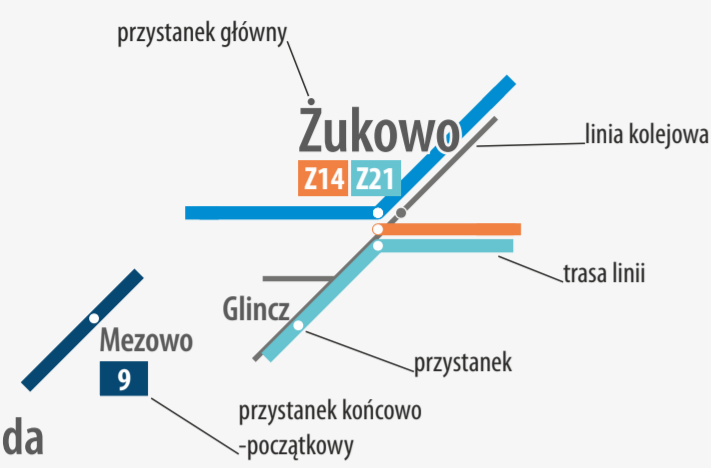 przystanek główny
Żukowo
linia kolejowa
Z14 Z21
trasa linii
Glincz
Mezowo
przystanek
9
przystanek końcowo
-początkowy
da